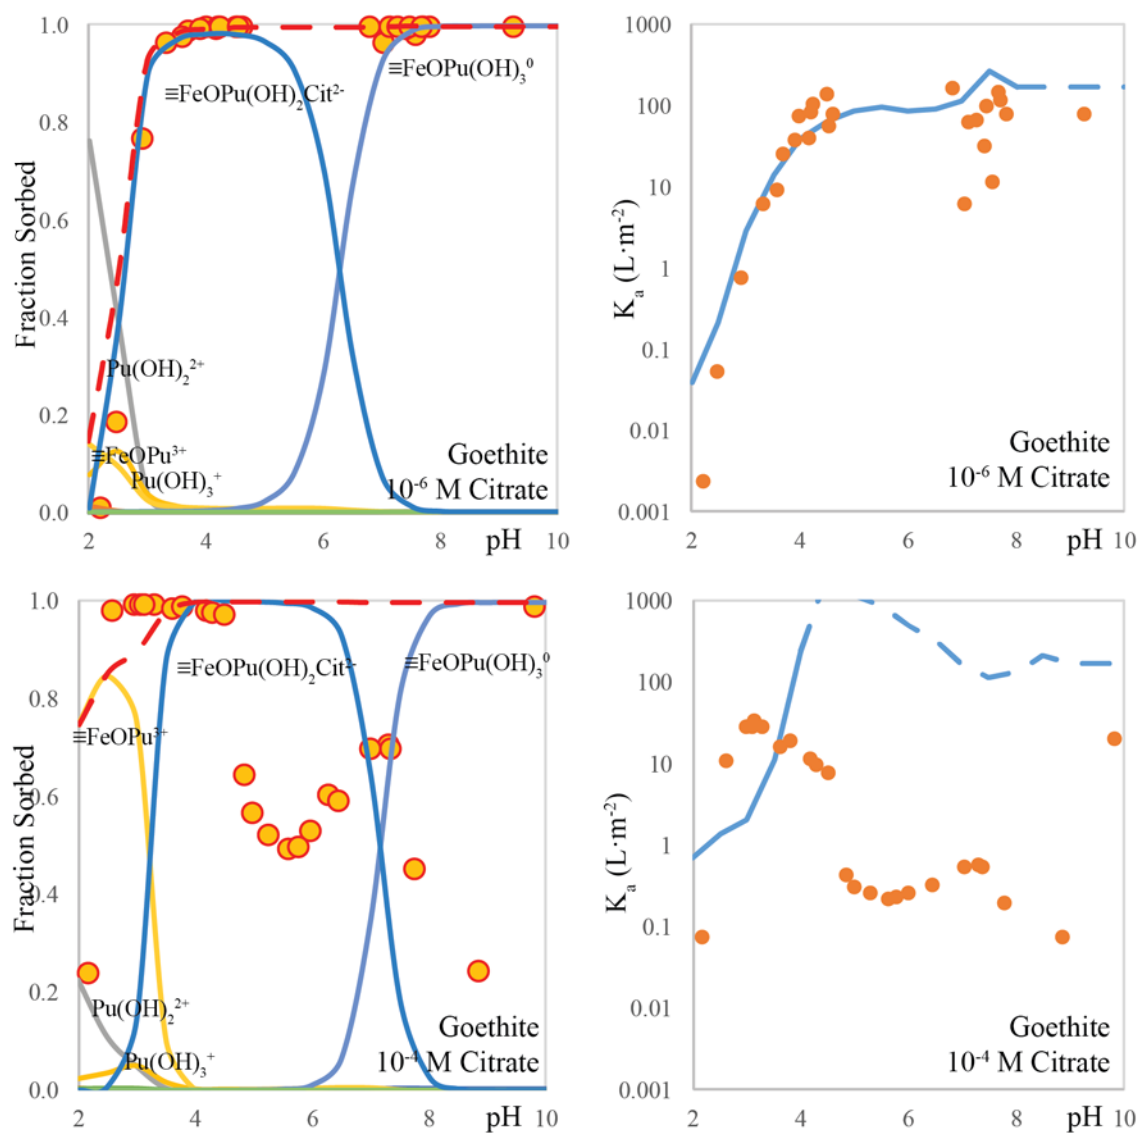 Fraction Sorbed
1.0
0.8
0.6
0.4
0.2
0.0
≡FeOPu(OH)₂Cit²⁻
≡FeOPu(OH)₃⁰
Pu(OH)₂²⁺
≡FeOPu³⁺
Pu(OH)₃⁺
Goethite
10⁻⁶ M Citrate
2 4 6 8 pH 10
Kₐ (L·m⁻²)
1000
100
10
1
0.1
0.01
0.001
Goethite
10⁻⁶ M Citrate
2 4 6 8 pH 10
Fraction Sorbed
1.0
0.8
0.6
0.4
0.2
0.0
≡FeOPu(OH)₂Cit²⁻
≡FeOPu(OH)₃⁰
≡FeOPu³⁺
Pu(OH)₂²⁺
Pu(OH)₃⁺
Goethite
10⁻⁴ M Citrate
2 4 6 8 pH 10
Kₐ (L·m⁻²)
1000
100
10
1
0.1
0.01
0.001
Goethite
10⁻⁴ M Citrate
2 4 6 8 pH 10